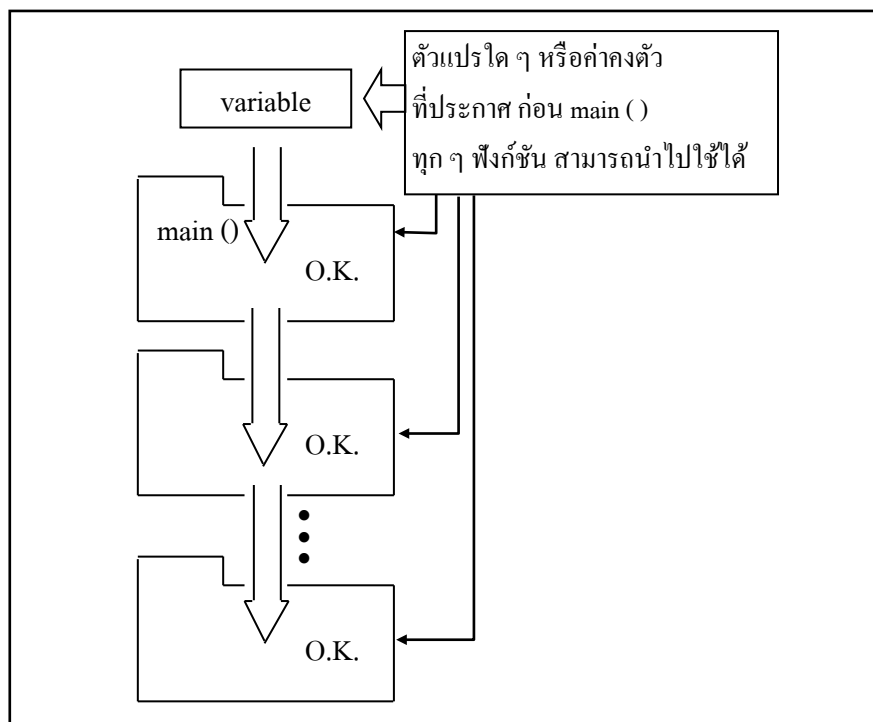 ตัวแปรใด ๆ หรือค่าคงตัว
ที่ประกาศ ก่อน main ( )
ทุก ๆ ฟังก์ชัน สามารถนำไปใช้ได้
variable
main ()
O.K.
O.K.
O.K.